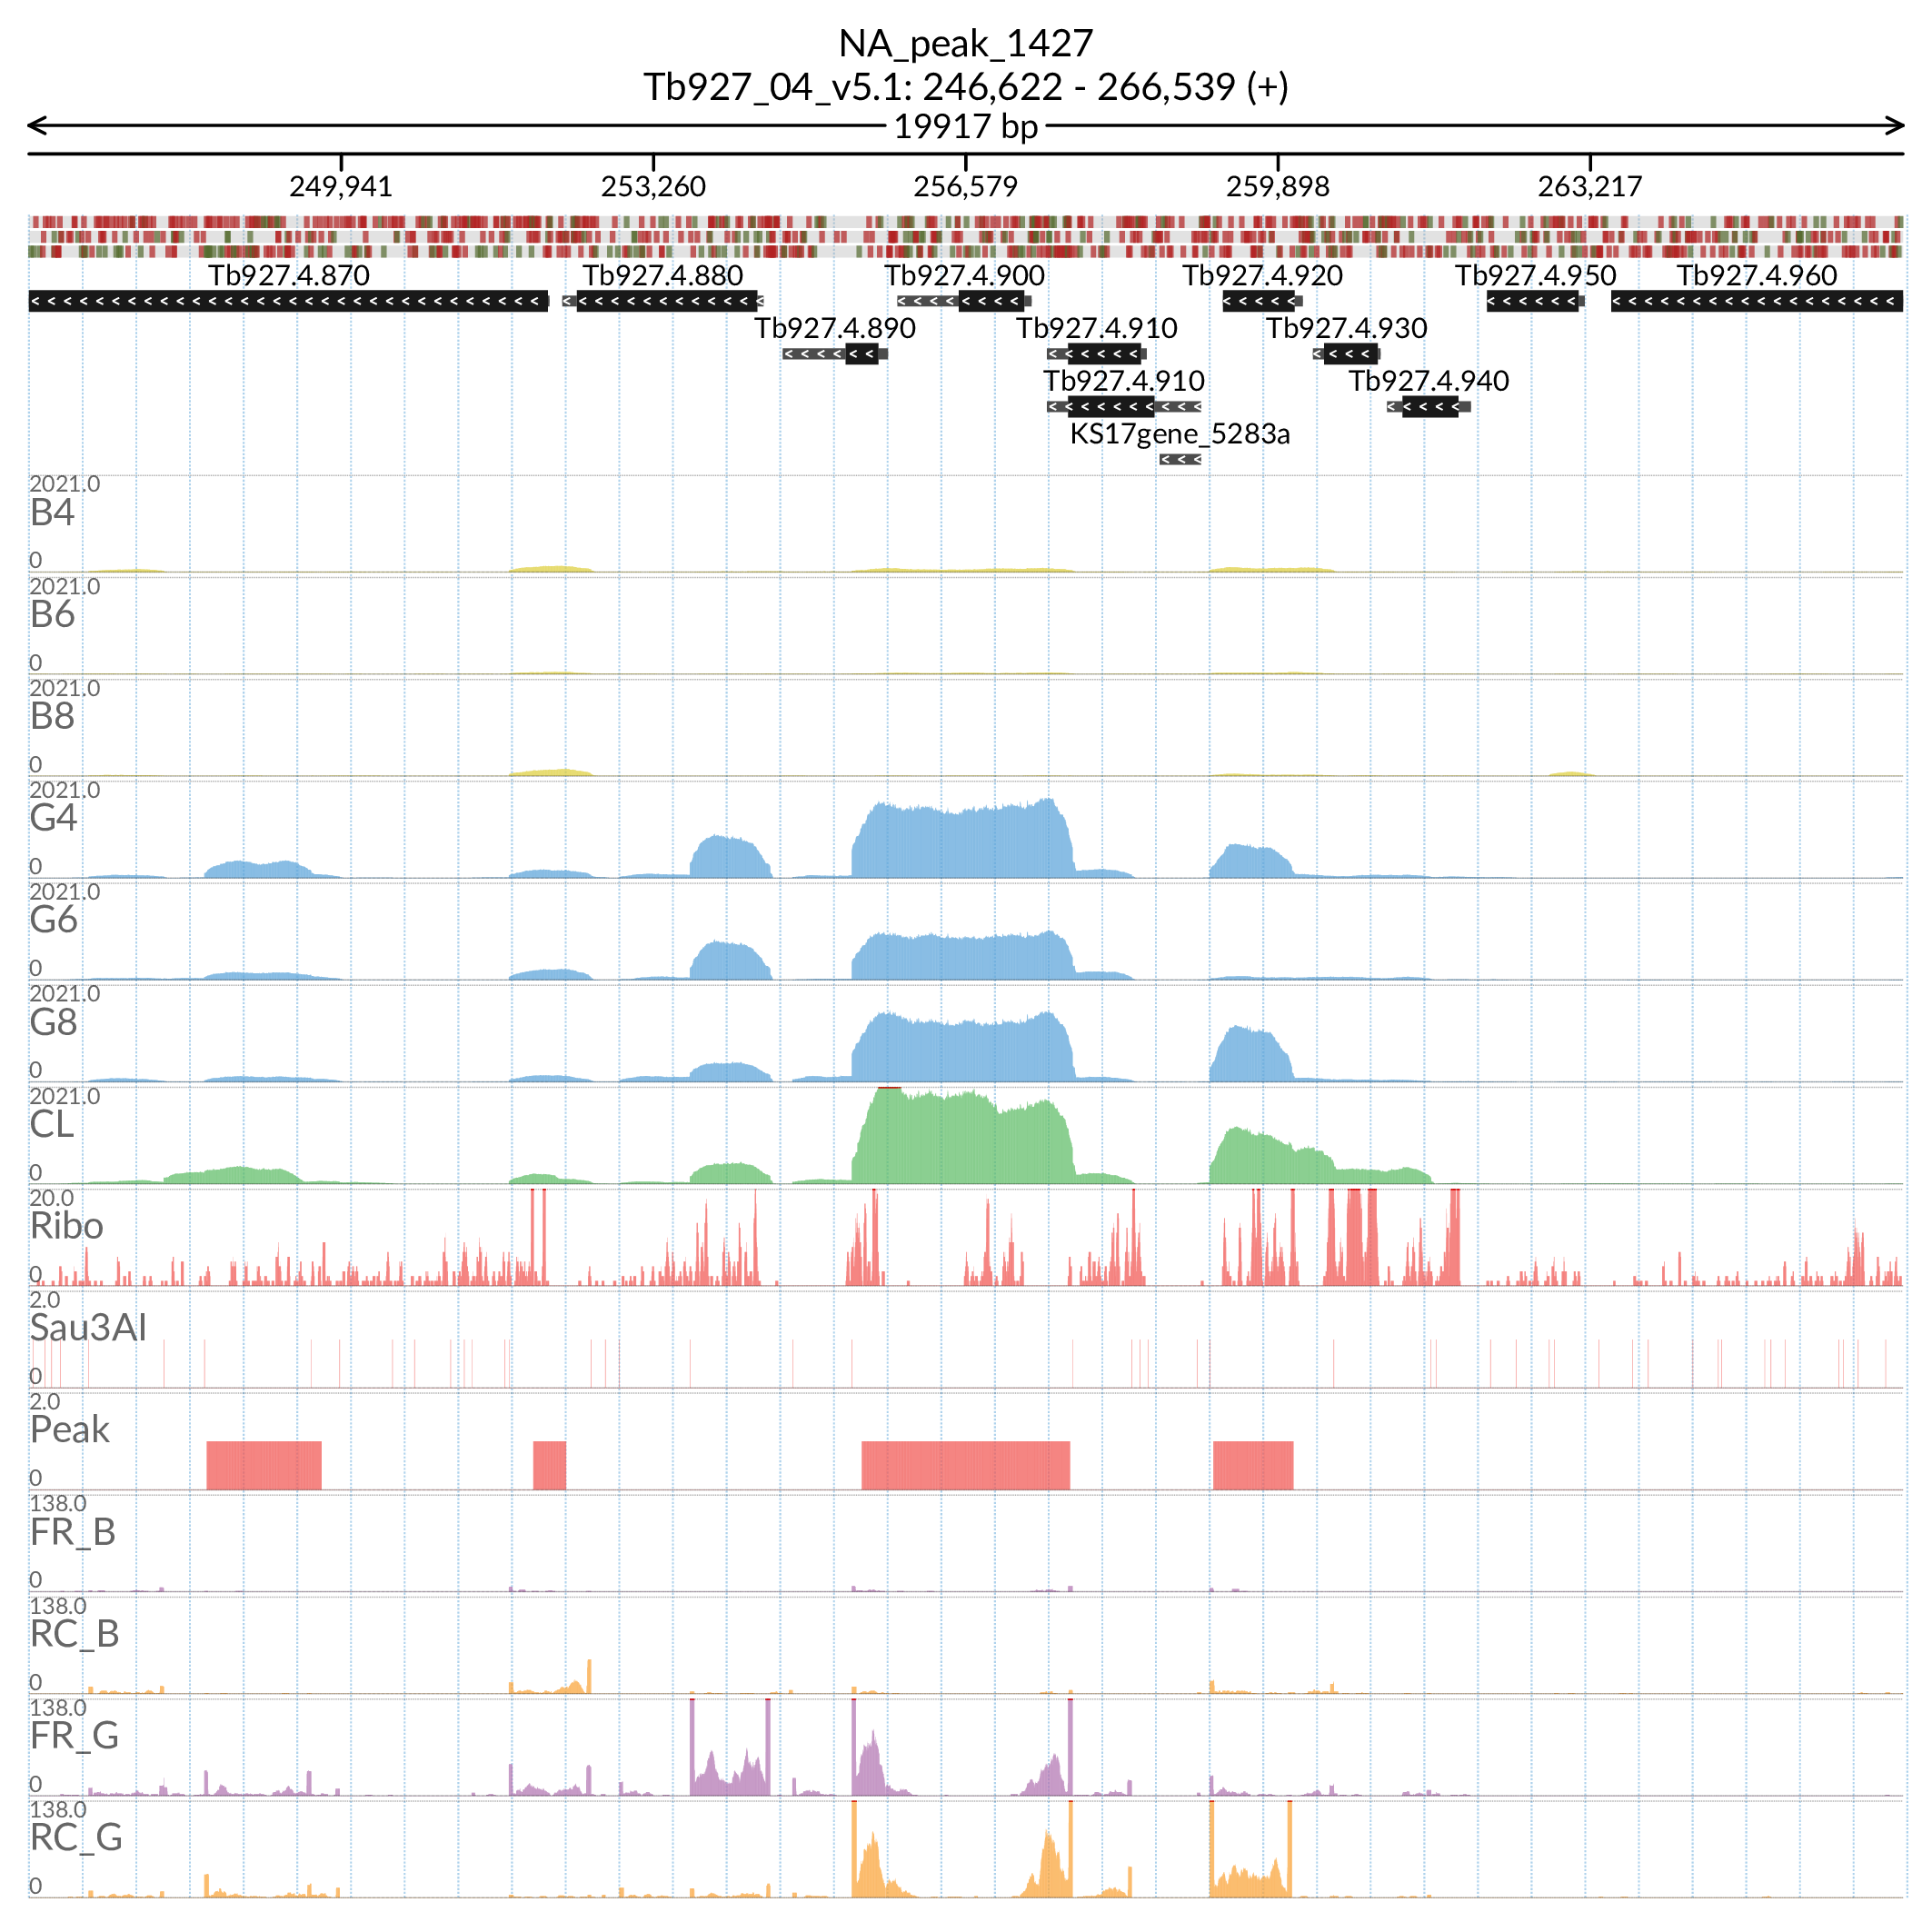 NA_peak_1427
Tb927_04_v5.1: 246,622 - 266,539 (+)
19917 bp
249,941 253,260 256,579 259,898 263,217
Tb927.4.870 Tb927.4.880 Tb927.4.900 Tb927.4.920 Tb927.4.950 Tb927.4.960
Tb927.4.890 Tb927.4.910 Tb927.4.930
Tb927.4.910 Tb927.4.940
KS17gene_5283a
2021.0
B4
0
2021.0
B6
0
2021.0
B8
0
2021.0
G4
0
2021.0
G6
0
2021.0
G8
0
2021.0
CL
0
20.0
Ribo
0
2.0
Sau3AI
0
2.0
Peak
0
138.0
FR_B
0
138.0
RC_B
0
138.0
FR_G
0
138.0
RC_G
0